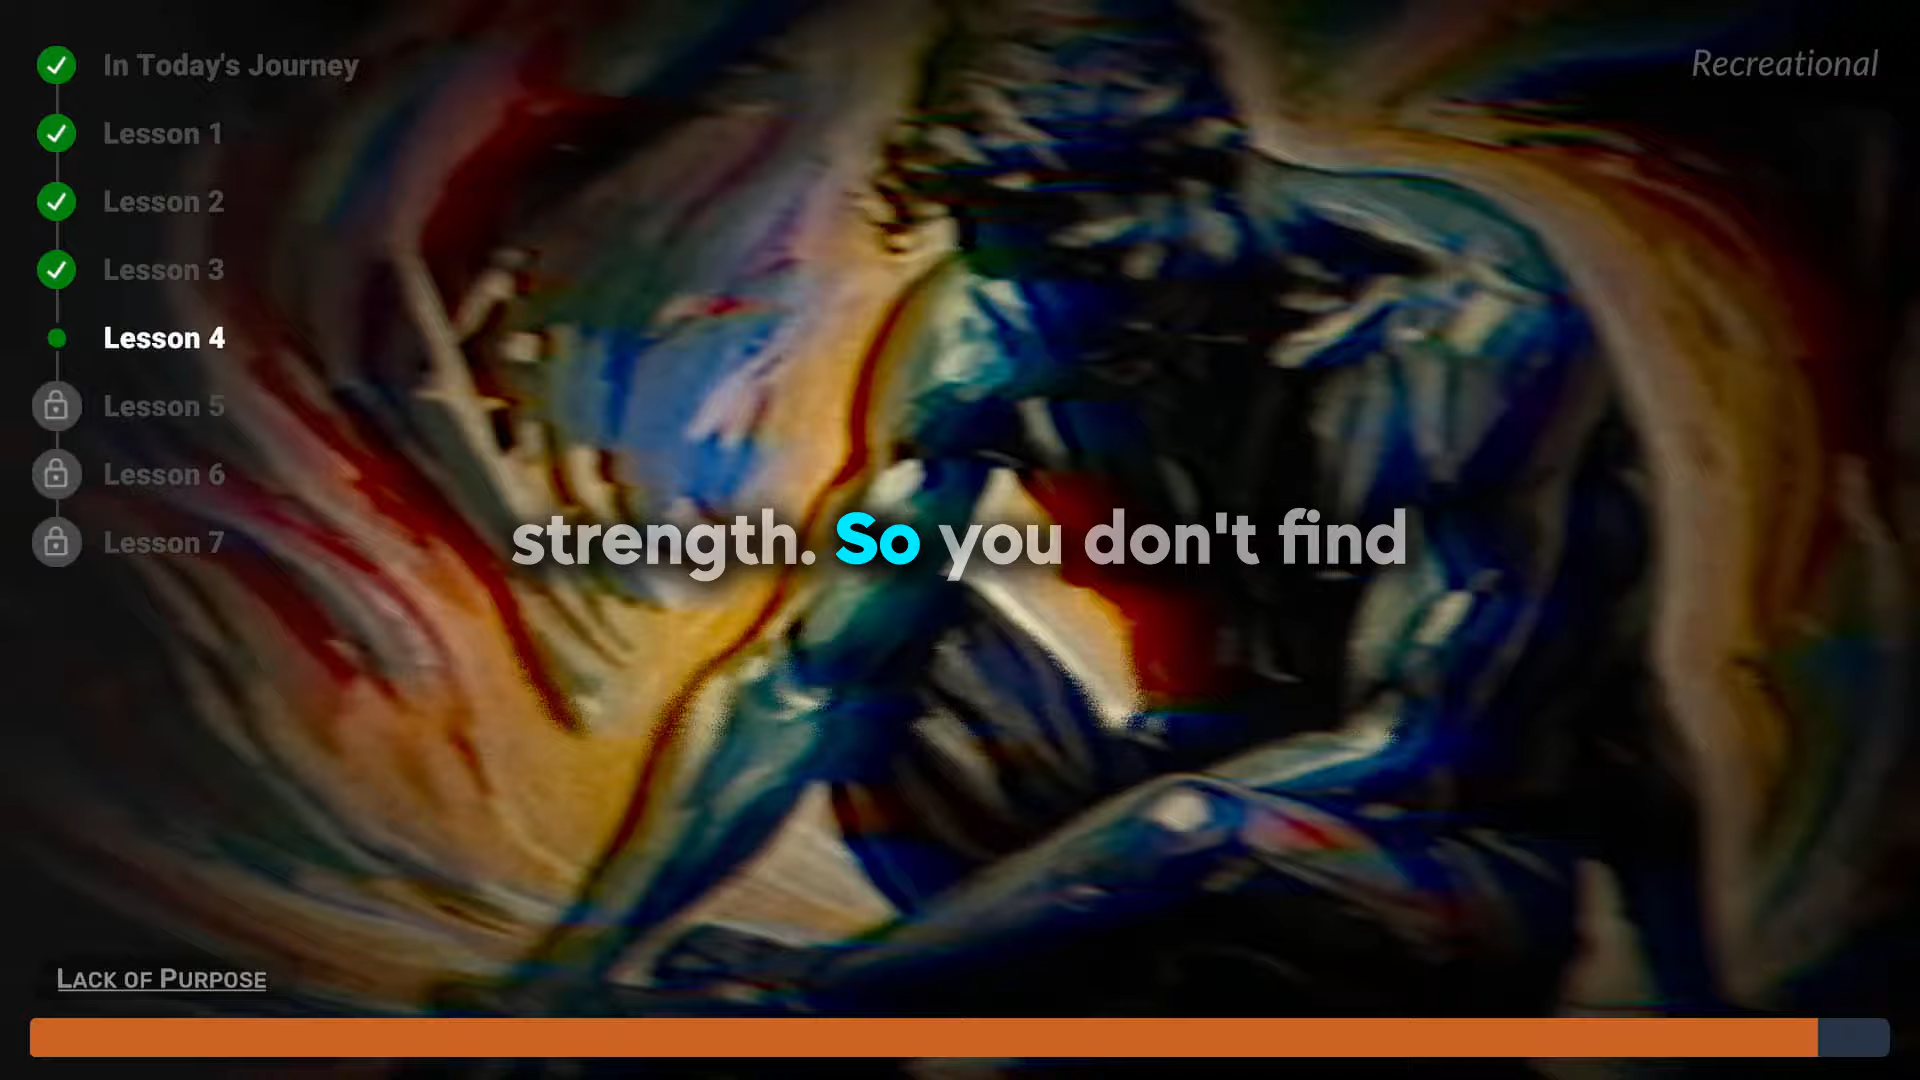 In Today's Journey
Recreational
Lesson 1
Lesson 2
Lesson 3
Lesson 4
Lesson 5
Lesson 6
Lesson 7
strength. So you don't find
LACK OF PURPOSE